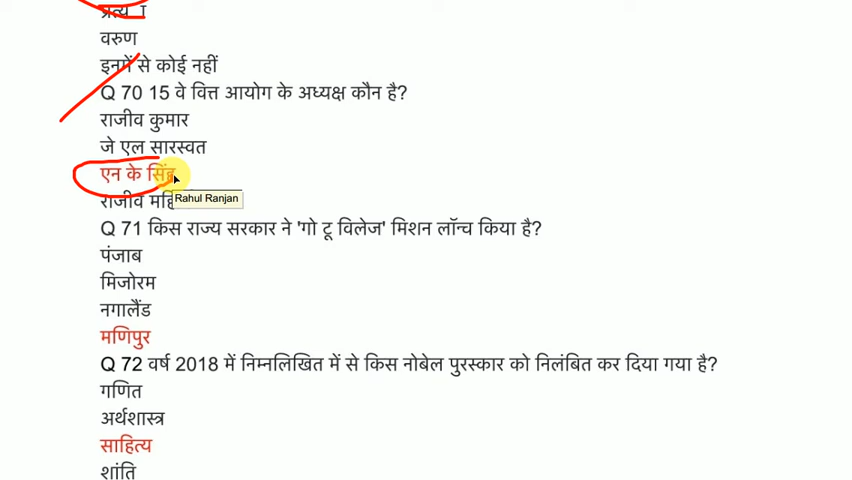 प्रत्य I
वरुण
इनमें से कोई नहीं
Q 70 15 वे वित्त आयोग के अध्यक्ष कौन है?
राजीव कुमार
जे एल सारस्वत
एन के सिंह
Rahul Ranjan
राजीव
Q 71 किस राज्य सरकार ने 'गो टू विलेज' मिशन लॉन्च किया है?
पंजाब
मिजोरम
नगालैंड
मणिपुर
Q 72 वर्ष 2018 में निम्नलिखित में से किस नोबेल पुरस्कार को निलंबित कर दिया गया है?
गणित
अर्थशास्त्र
साहित्य
शांति